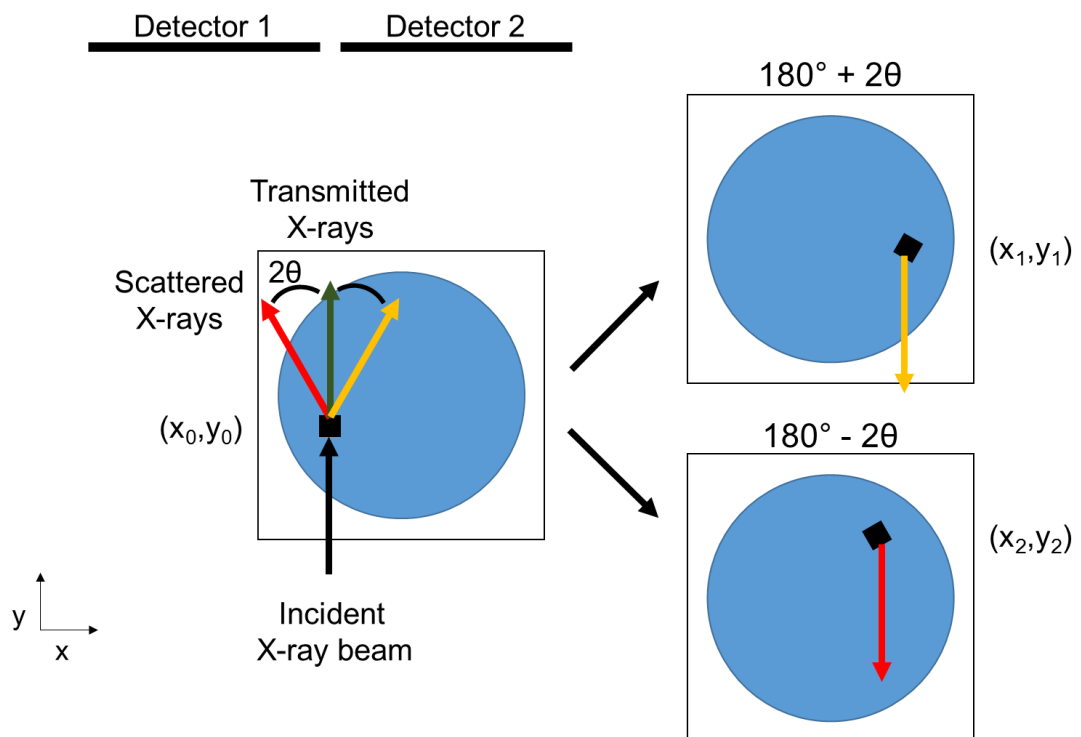 Detector 1
Detector 2
180° + 2θ
Transmitted
X-rays
2θ
Scattered
X-rays
(x₁,y₁)
(x₀,y₀)
180° - 2θ
(x₂,y₂)
Incident
X-ray beam
y
x